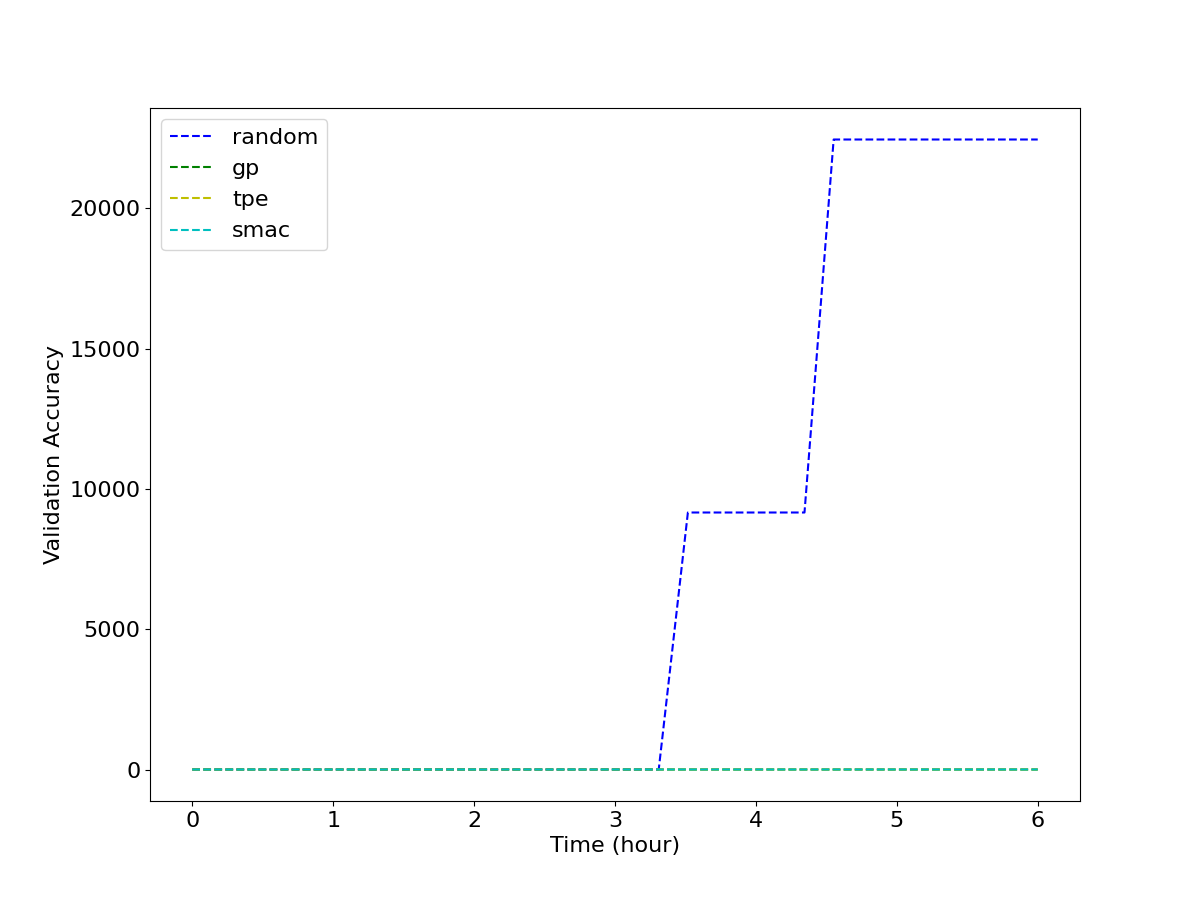 random
gp
tpe
smac
20000
15000
10000
5000
0
Validation Accuracy
0 1 2 3 4 5 6
Time (hour)